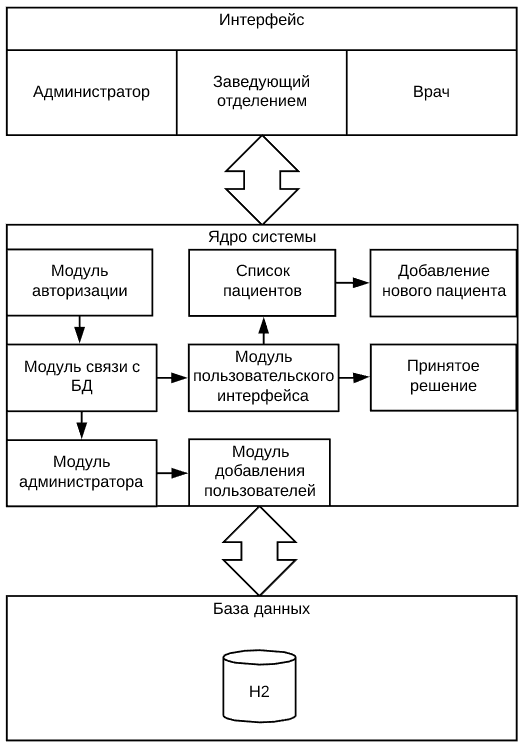 Интерфейс
Администратор
Заведующий
отделением
Врач
Ядро системы
Модуль
авторизации
Список
пациентов
Добавление
нового пациента
Модуль связи с
БД
Модуль
пользовательского
интерфейса
Принятое
решение
Модуль
администратора
Модуль
добавления
пользователей
База данных
H2